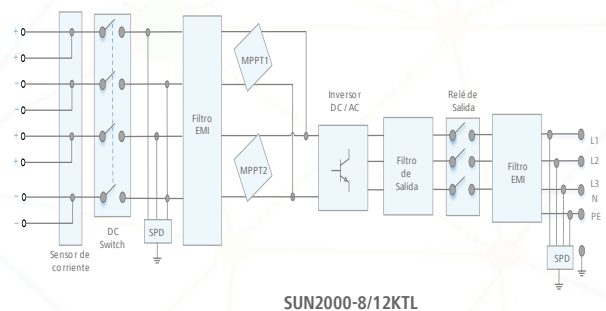 +
+
−
−
+
+
−
−
Sensor de
corriente
DC
Switch
SPD
Filtro
EMI
MPPT1
MPPT2
Inversor
DC / AC
Filtro
de
Salida
Relé de
Salida
Filtro
EMI
L1
L2
L3
N
PE
SPD
SUN2000-8/12KTL